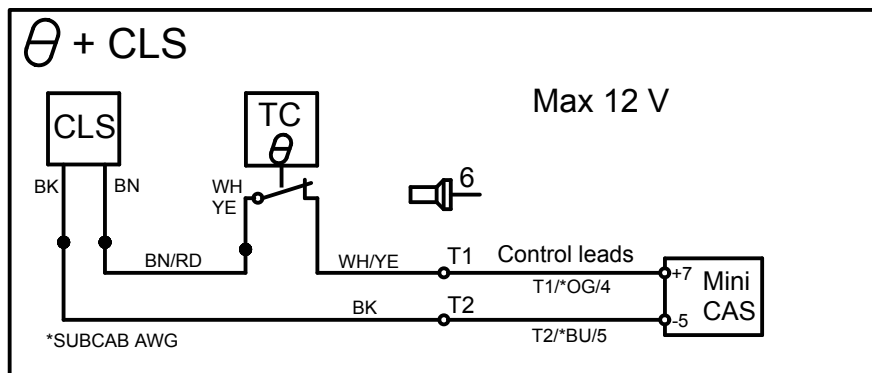 θ + CLS
Max 12 V
CLS
TC
θ
BK
BN
WH
YE
6
BN/RD
WH/YE
T1
Control leads
T1/*OG/4
+7
Mini
CAS
BK
T2
T2/*BU/5
-5
*SUBCAB AWG